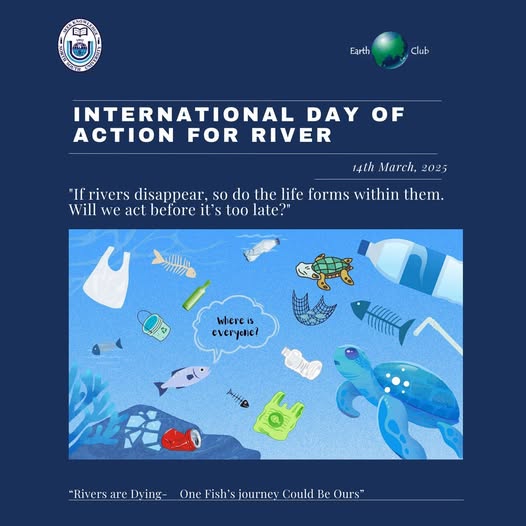 Earth Club
INTERNATIONAL DAY OF
ACTION FOR RIVER
14th March, 2025
"If rivers disappear, so do the life forms within them.
Will we act before it's too late?"
Where is
everyone?
“Rivers are Dying- One Fish’s journey Could Be Ours”